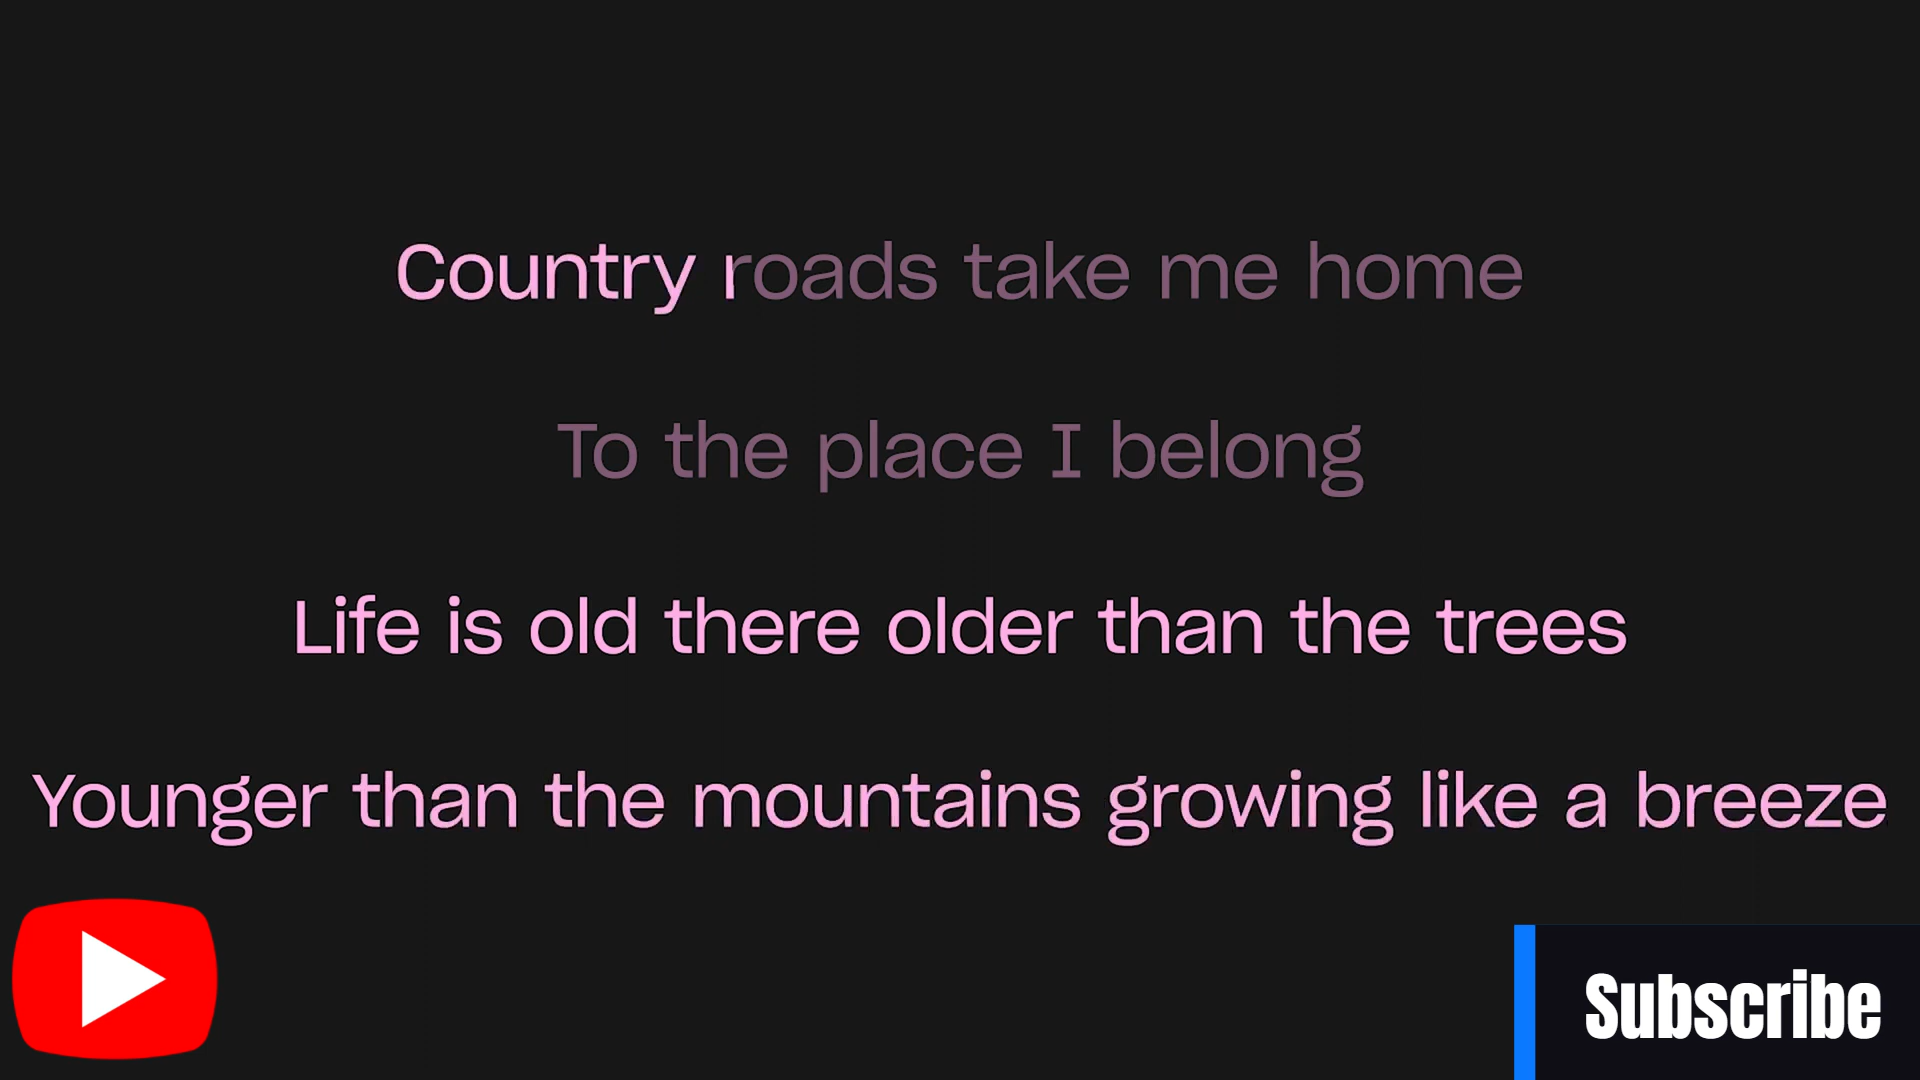 Country roads take me home
To the place I belong
Life is old there older than the trees
Younger than the mountains growing like a breeze
Subscribe